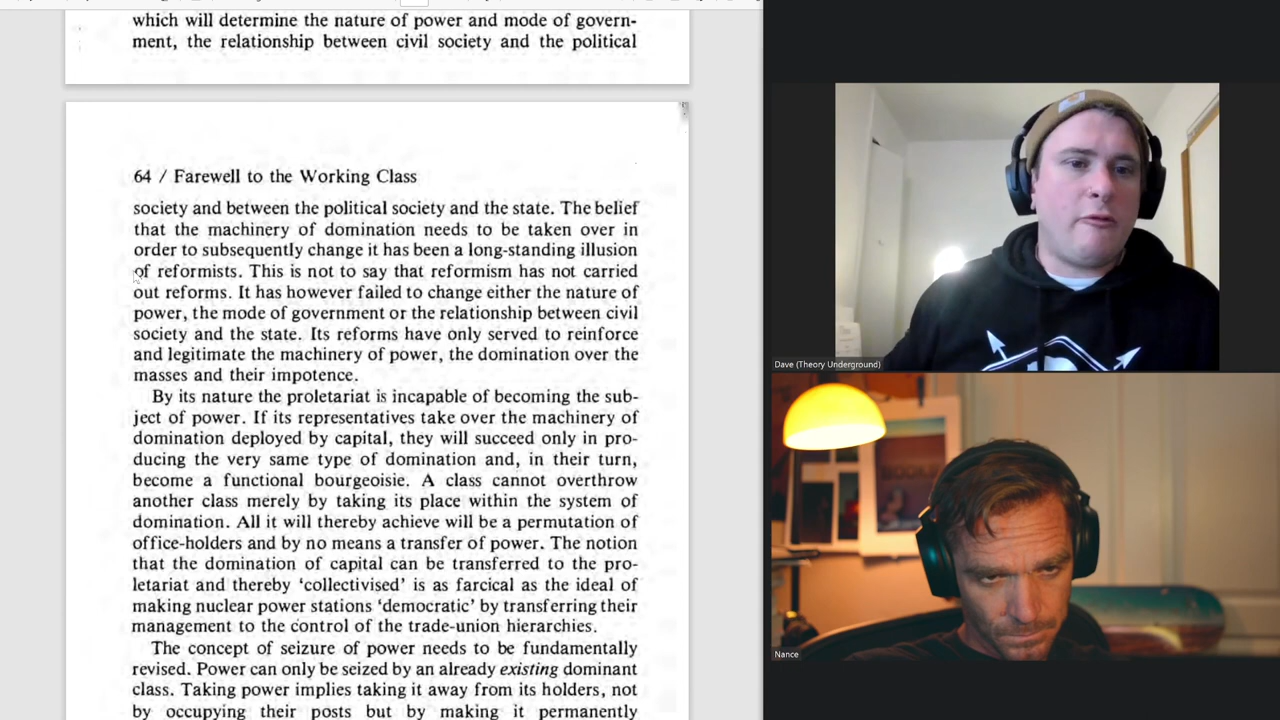 which will determine the nature of power and mode of govern-
ment, the relationship between civil society and the political
64 / Farewell to the Working Class
society and between the political society and the state. The belief
that the machinery of domination needs to be taken over in
order to subsequently change it has been a long-standing illusion
of reformists. This is not to say that reformism has not carried
out reforms. It has however failed to change either the nature of
power, the mode of government or the relationship between civil
society and the state. Its reforms have only served to reinforce
and legitimate the machinery of power, the domination over the
masses and their impotence.
By its nature the proletariat is incapable of becoming the sub-
ject of power. If its representatives take over the machinery of
domination deployed by capital, they will succeed only in pro-
ducing the very same type of domination and, in their turn,
become a functional bourgeoisie. A class cannot overthrow
another class merely by taking its place within the system of
domination. All it will thereby achieve will be a permutation of
office-holders and by no means a transfer of power. The notion
that the domination of capital can be transferred to the pro-
letariat and thereby ‘collectivised’ is as farcical as the ideal of
making nuclear power stations ‘democratic’ by transferring their
management to the control of the trade-union hierarchies.
The concept of seizure of power needs to be fundamentally
revised. Power can only be seized by an already existing dominant
class. Taking power implies taking it away from its holders, not
by occupying their posts but by making it permanently
Dave (Theory Underground)
Nance